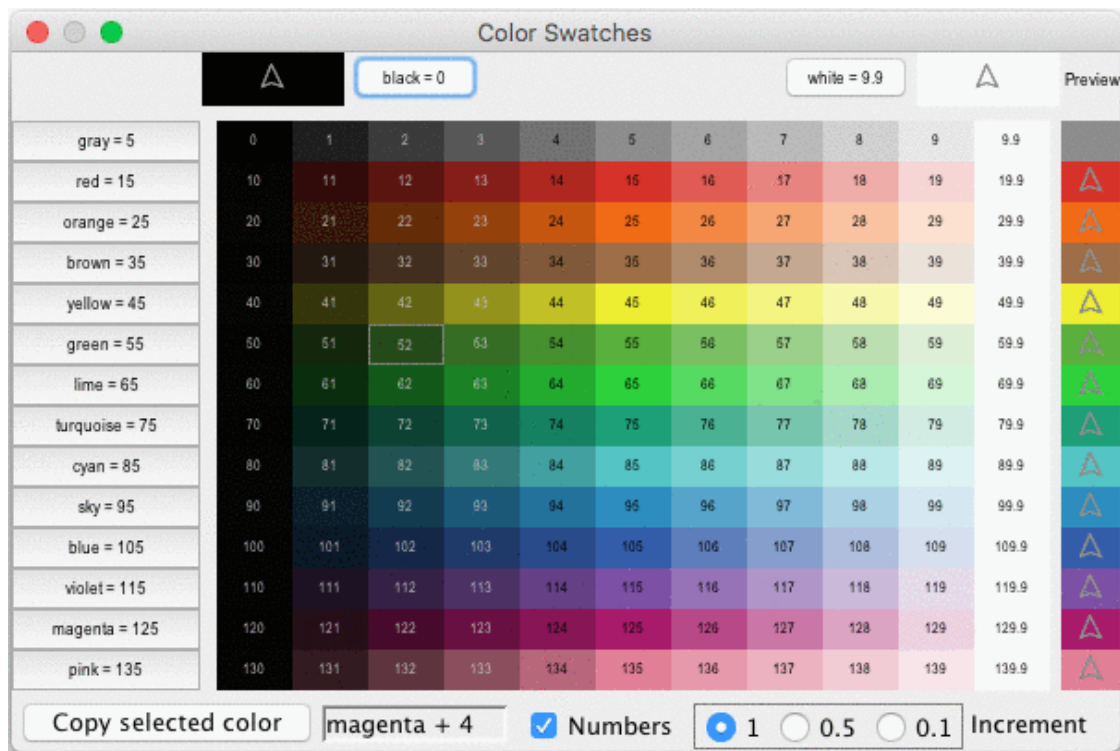 Color Swatches
black = 0 white = 9.9 Preview
gray = 5 0 1 2 3 4 5 6 7 8 9 9.9
red = 15 10 11 12 13 14 15 16 17 18 19 19.9
orange = 25 20 21 22 23 24 25 26 27 28 29 29.9
brown = 35 30 31 32 33 34 35 36 37 38 39 39.9
yellow = 45 40 41 42 43 44 45 46 47 48 49 49.9
green = 55 50 51 52 53 54 55 56 57 58 59 59.9
lime = 65 60 61 62 63 64 65 66 67 68 69 69.9
turquoise = 75 70 71 72 73 74 75 76 77 78 79 79.9
cyan = 85 80 81 82 83 84 85 86 87 88 89 89.9
sky = 95 90 91 92 93 94 95 96 97 98 99 99.9
blue = 105 100 101 102 103 104 105 106 107 108 109 109.9
violet = 115 110 111 112 113 114 115 116 117 118 119 119.9
magenta = 125 120 121 122 123 124 125 126 127 128 129 129.9
pink = 135 130 131 132 133 134 135 136 137 138 139 139.9
Copy selected color magenta + 4 Numbers 1 0.5 0.1 Increment